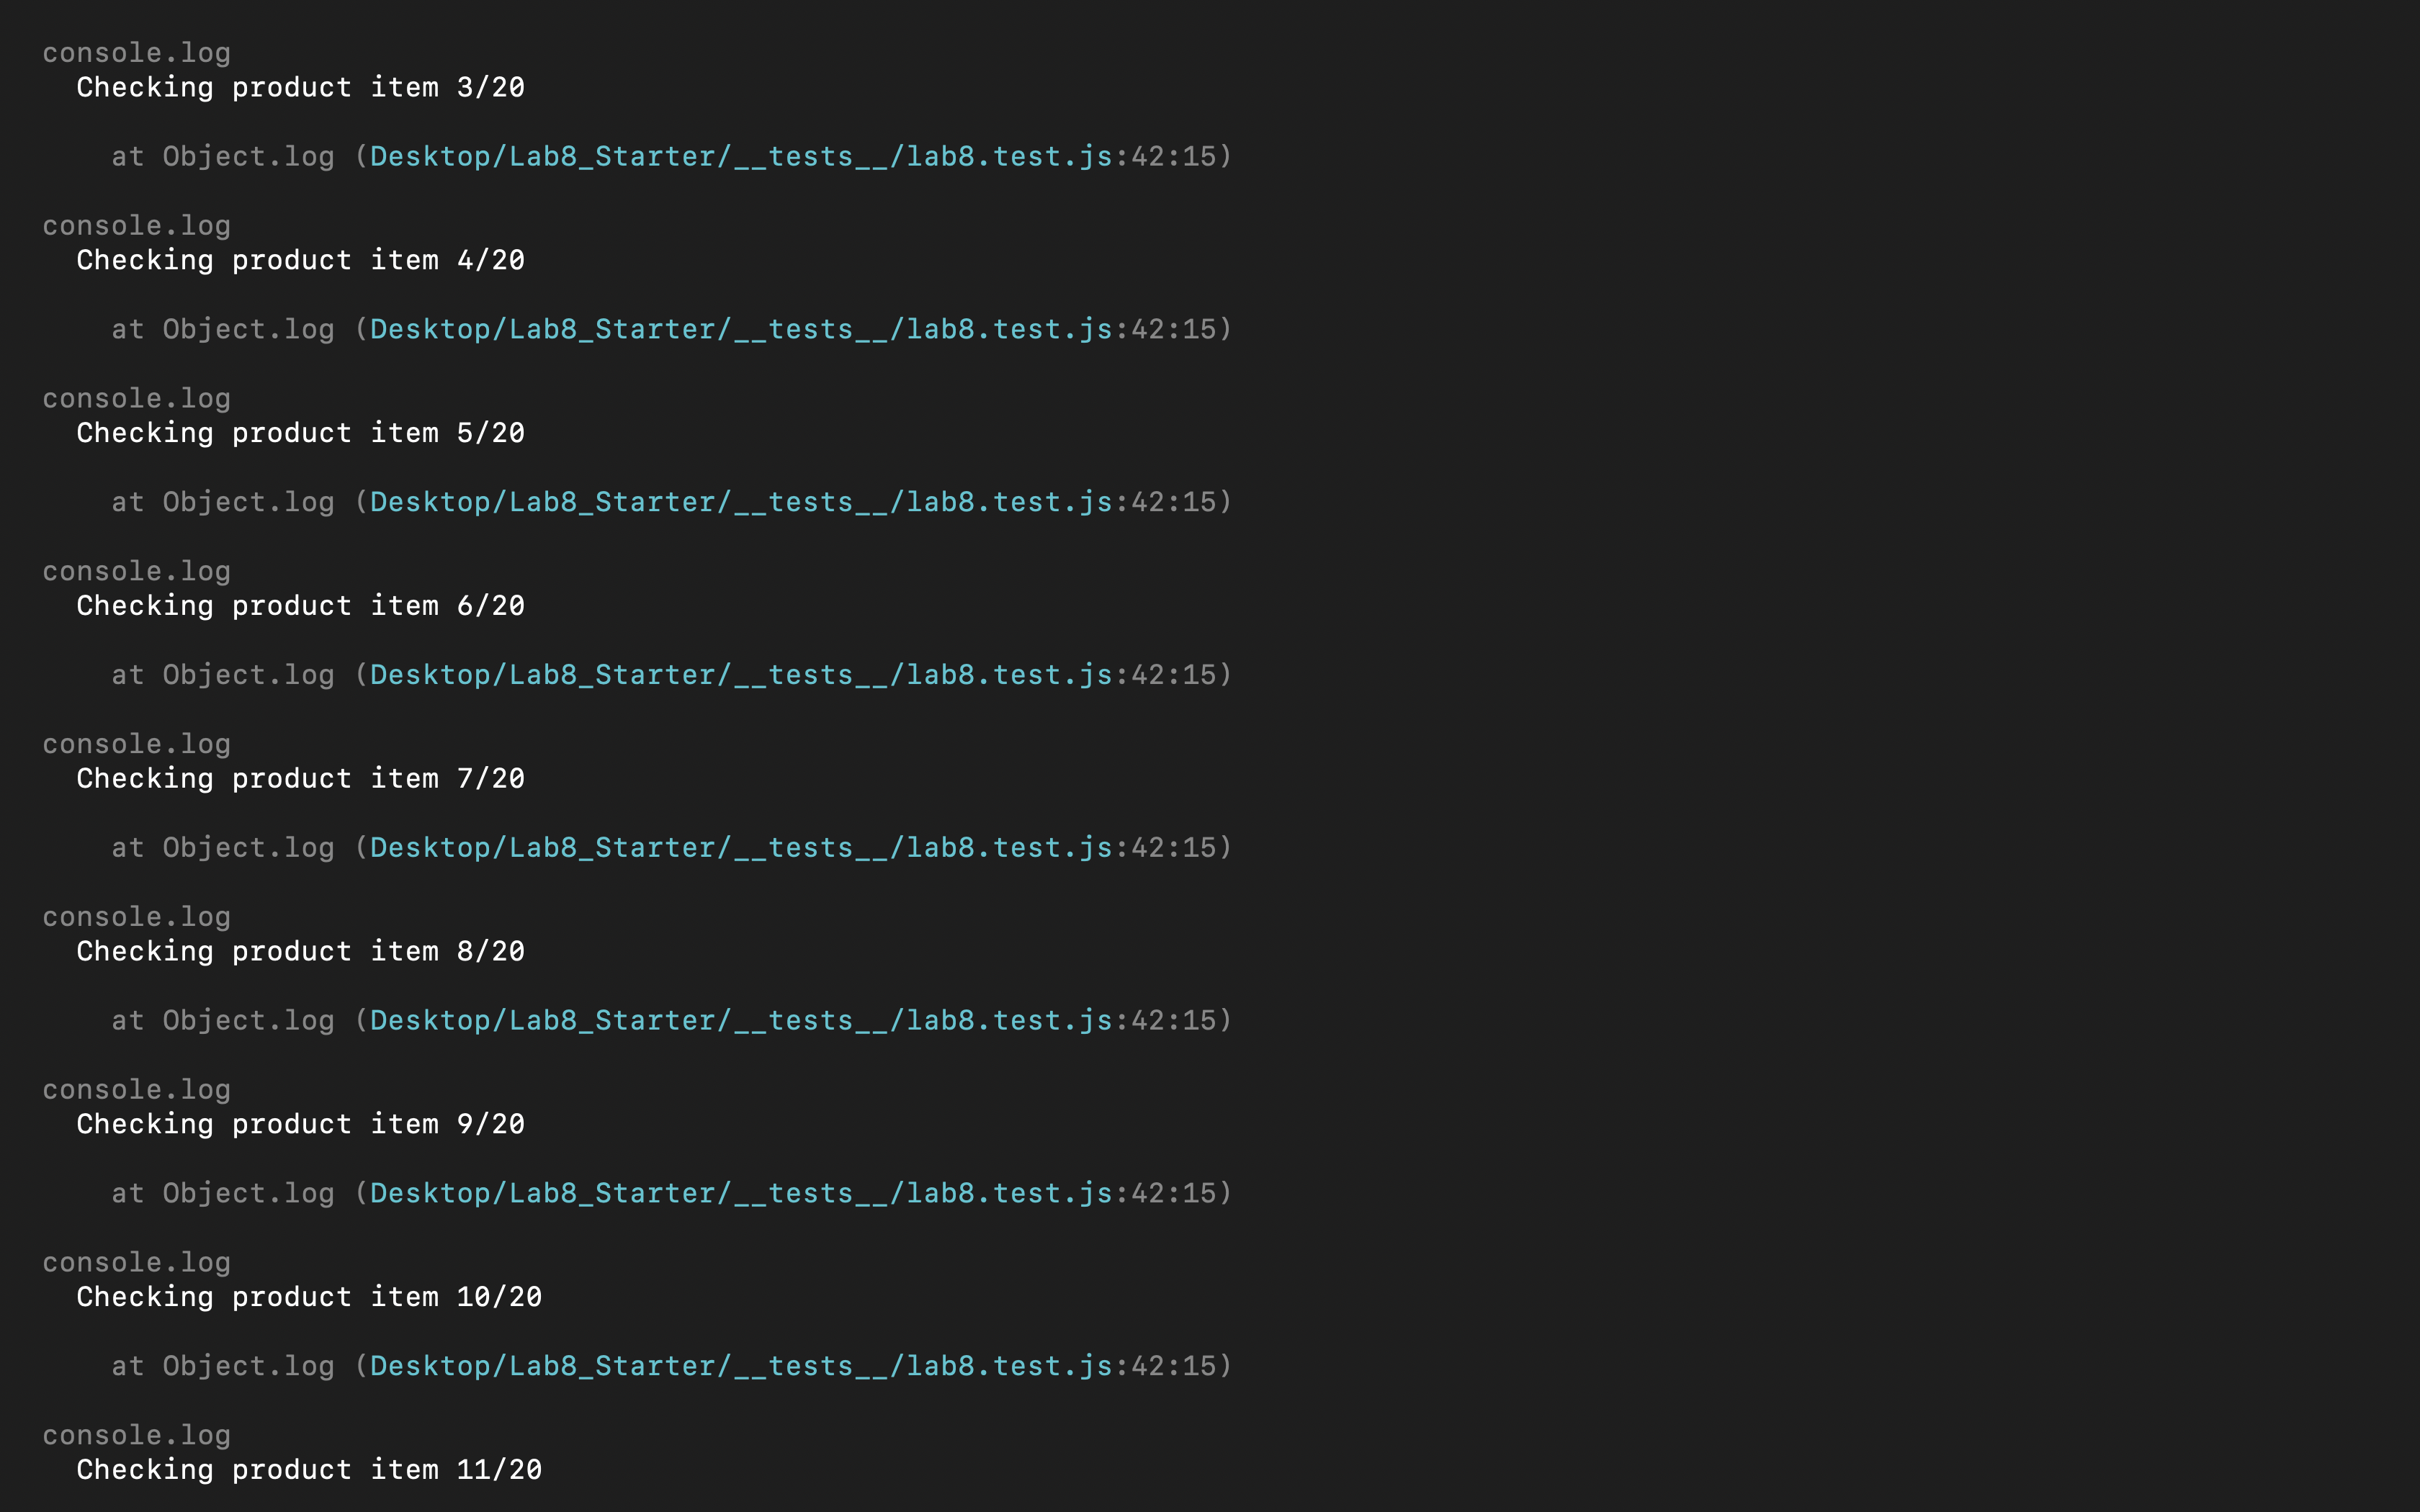 console.log
Checking product item 3/20
at Object.log (Desktop/Lab8_Starter/__tests__/lab8.test.js:42:15)
console.log
Checking product item 4/20
at Object.log (Desktop/Lab8_Starter/__tests__/lab8.test.js:42:15)
console.log
Checking product item 5/20
at Object.log (Desktop/Lab8_Starter/__tests__/lab8.test.js:42:15)
console.log
Checking product item 6/20
at Object.log (Desktop/Lab8_Starter/__tests__/lab8.test.js:42:15)
console.log
Checking product item 7/20
at Object.log (Desktop/Lab8_Starter/__tests__/lab8.test.js:42:15)
console.log
Checking product item 8/20
at Object.log (Desktop/Lab8_Starter/__tests__/lab8.test.js:42:15)
console.log
Checking product item 9/20
at Object.log (Desktop/Lab8_Starter/__tests__/lab8.test.js:42:15)
console.log
Checking product item 10/20
at Object.log (Desktop/Lab8_Starter/__tests__/lab8.test.js:42:15)
console.log
Checking product item 11/20